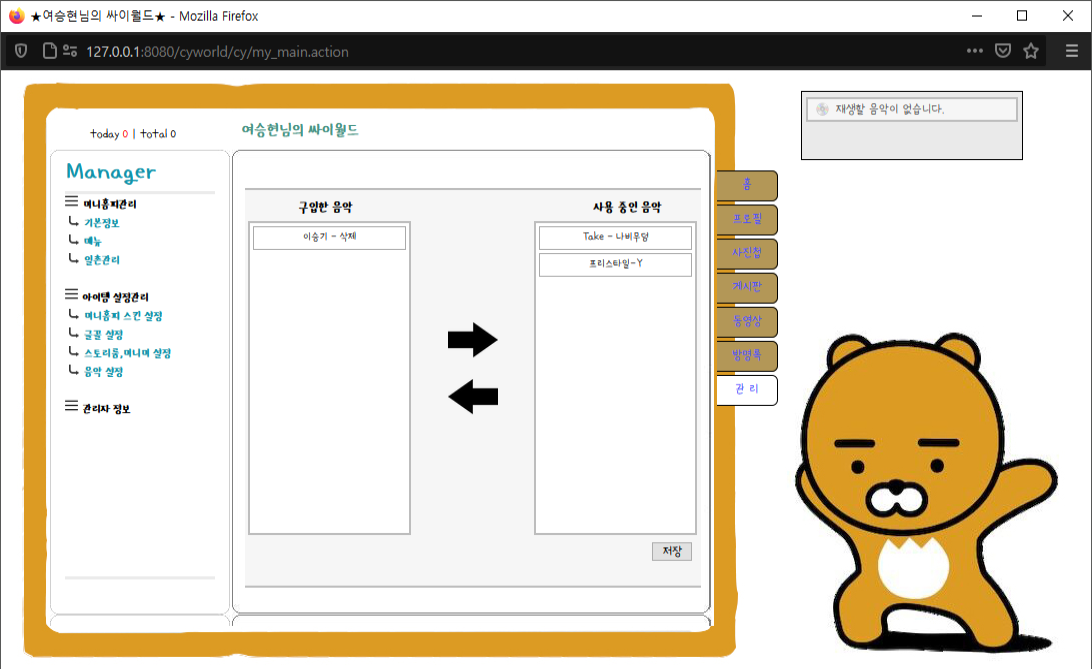 ★여승현님의 싸이월드★ - Mozilla Firefox
127.0.0.1:8080/cyworld/cy/my_main.action
today 0 | total 0
여승현님의 싸이월드
재생할 음악이 없습니다.
Manager
미니홈피관리
기본정보
메뉴
일촌관리
아이템 설정관리
미니홈피 스킨 설정
글꼴 설정
스토리룸,미니미 설정
음악 설정
관리자 정보
구입한 음악
이승기 - 삭제
사용 중인 음악
Take - 나비무덤
프리스타일-Y
저장
홈
프로필
사진첩
게시판
동영상
방명록
관 리